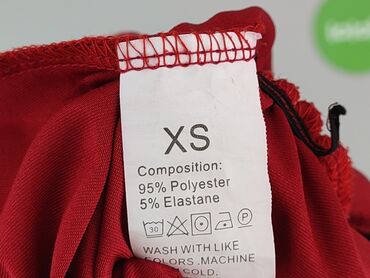 XS
Composition:
95% Polyester
5% Elastane
30 P
WASH WITH LIKE
COLORS .MACHINE
COLD.